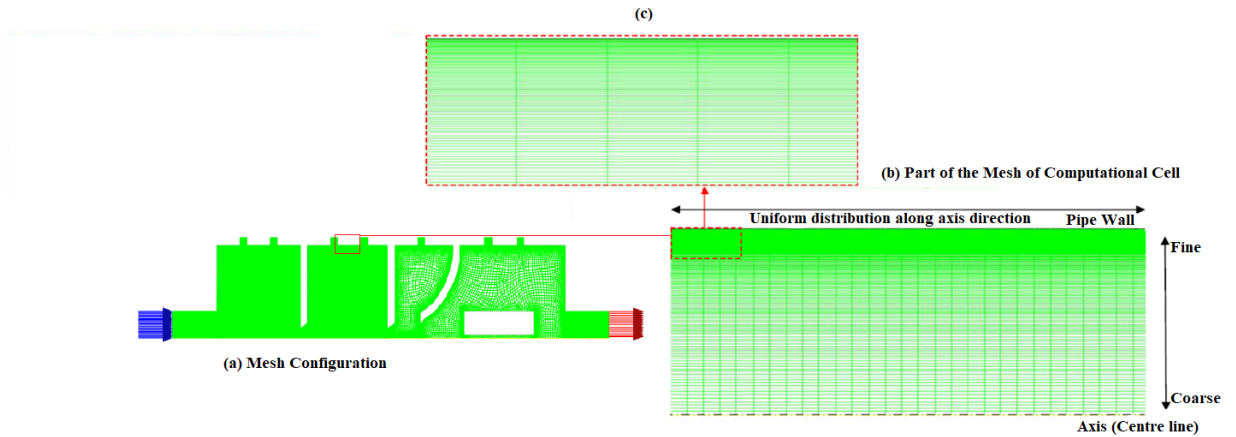 (c)
(b) Part of the Mesh of Computational Cell
Uniform distribution along axis direction
Pipe Wall
Fine
(a) Mesh Configuration
Coarse
Axis (Centre line)